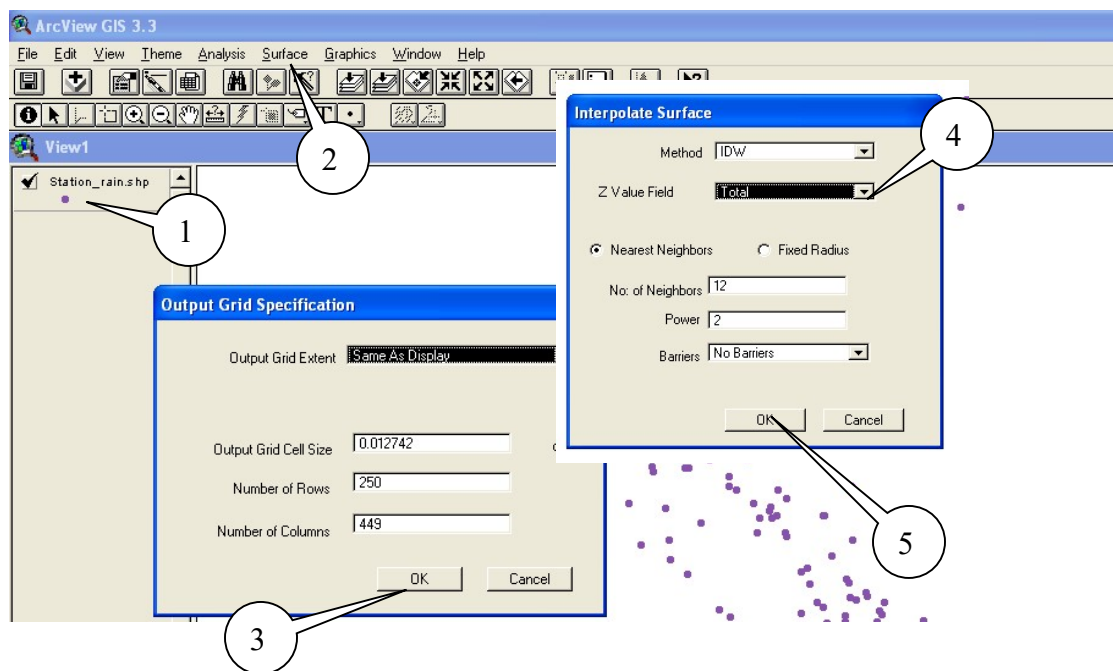 ArcView GIS 3.3
File Edit View Theme Analysis Surface Graphics Window Help
View1
Station_rain.shp
1
2
Output Grid Specification
Output Grid Extent Same As Display
Output Grid Cell Size 0.012742
Number of Rows 250
Number of Columns 449
OK Cancel
3
Interpolate Surface
Method IDW
Z Value Field Total
4
Nearest Neighbors Fixed Radius
No: of Neighbors 12
Power 2
Barriers No Barriers
OK Cancel
5